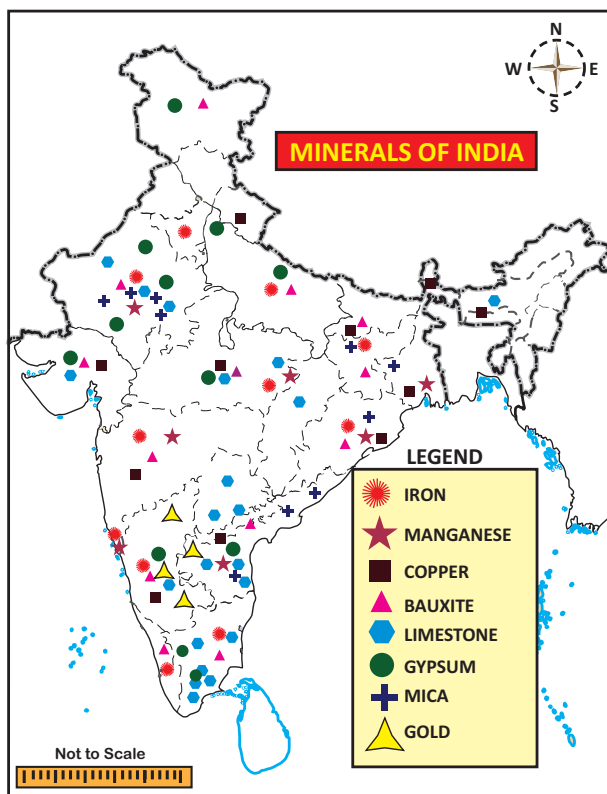 N
W E
S
MINERALS OF INDIA
LEGEND
IRON
MANGANESE
COPPER
BAUXITE
LIMESTONE
GYPSUM
MICA
GOLD
Not to Scale